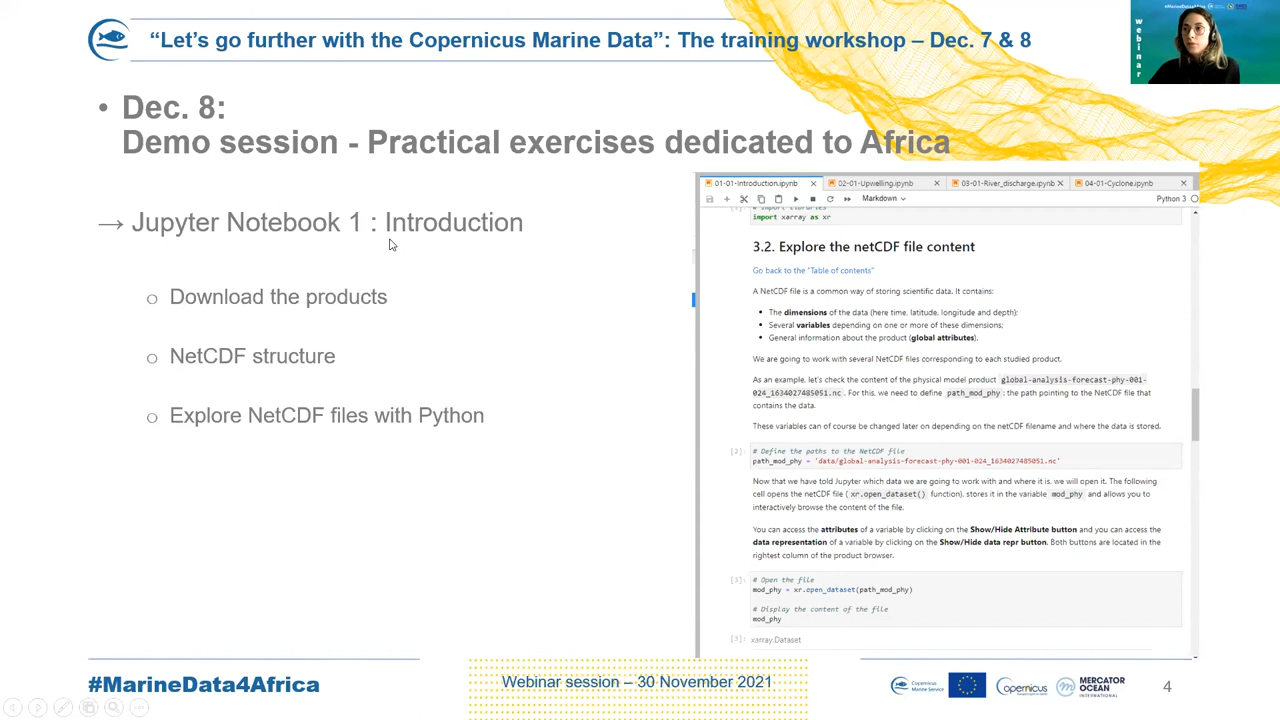 "Let's go further with the Copernicus Marine Data": The training workshop – Dec. 7 & 8
webinar
#MarineData4Africa
• Dec. 8:
Demo session - Practical exercises dedicated to Africa
→ Jupyter Notebook 1 : Introduction
o Download the products
o NetCDF structure
o Explore NetCDF files with Python
01-01-Introduction.ipynb
02-01-Upwelling.ipynb
03-01-River_discharge.ipynb
04-01-Cyclone.ipynb
Markdown
Python 3
import xarray as xr
3.2. Explore the netCDF file content
Go back to the "Table of contents"
A NetCDF file is a common way of storing scientific data. It contains:
• The dimensions of the data (here time, latitude, longitude and depth);
• Several variables depending on one or more of these dimensions;
• General information about the product (global attributes).
We are going to work with several NetCDF files corresponding to each studied product.
As an example, let's check the content of the physical model product global-analysis-forecast-phy-001-
024_1634027485051.nc. For this, we need to define path_mod_phy: the path pointing to the NetCDF file that
contains the data.
These variables can of course be changed later on depending on the netCDF filename and where the data is stored.
[2]: # Define the paths to the NetCDF file
path_mod_phy = 'data/global-analysis-forecast-phy-001-024_1634027485051.nc'
Now that we have told Jupyter which data we are going to work with and where it is, we will open it. The following
cell opens the netCDF file (xr.open_dataset() function), stores it in the variable mod_phy and allows you to
interactively browse the content of the file.
You can access the attributes of a variable by clicking on the Show/Hide Attribute button and you can access the
data representation of a variable by clicking on the Show/Hide data repr button. Both buttons are located in the
rightest column of the product browser.
[3]: # Open the file
mod_phy = xr.open_dataset(path_mod_phy)
# Display the content of the file
mod_phy
[3]: xarray.Dataset
#MarineData4Africa
Webinar session – 30 November 2021
Copernicus
Marine Service
opernicus
MERCATOR
OCEAN
INTERNATIONAL
4